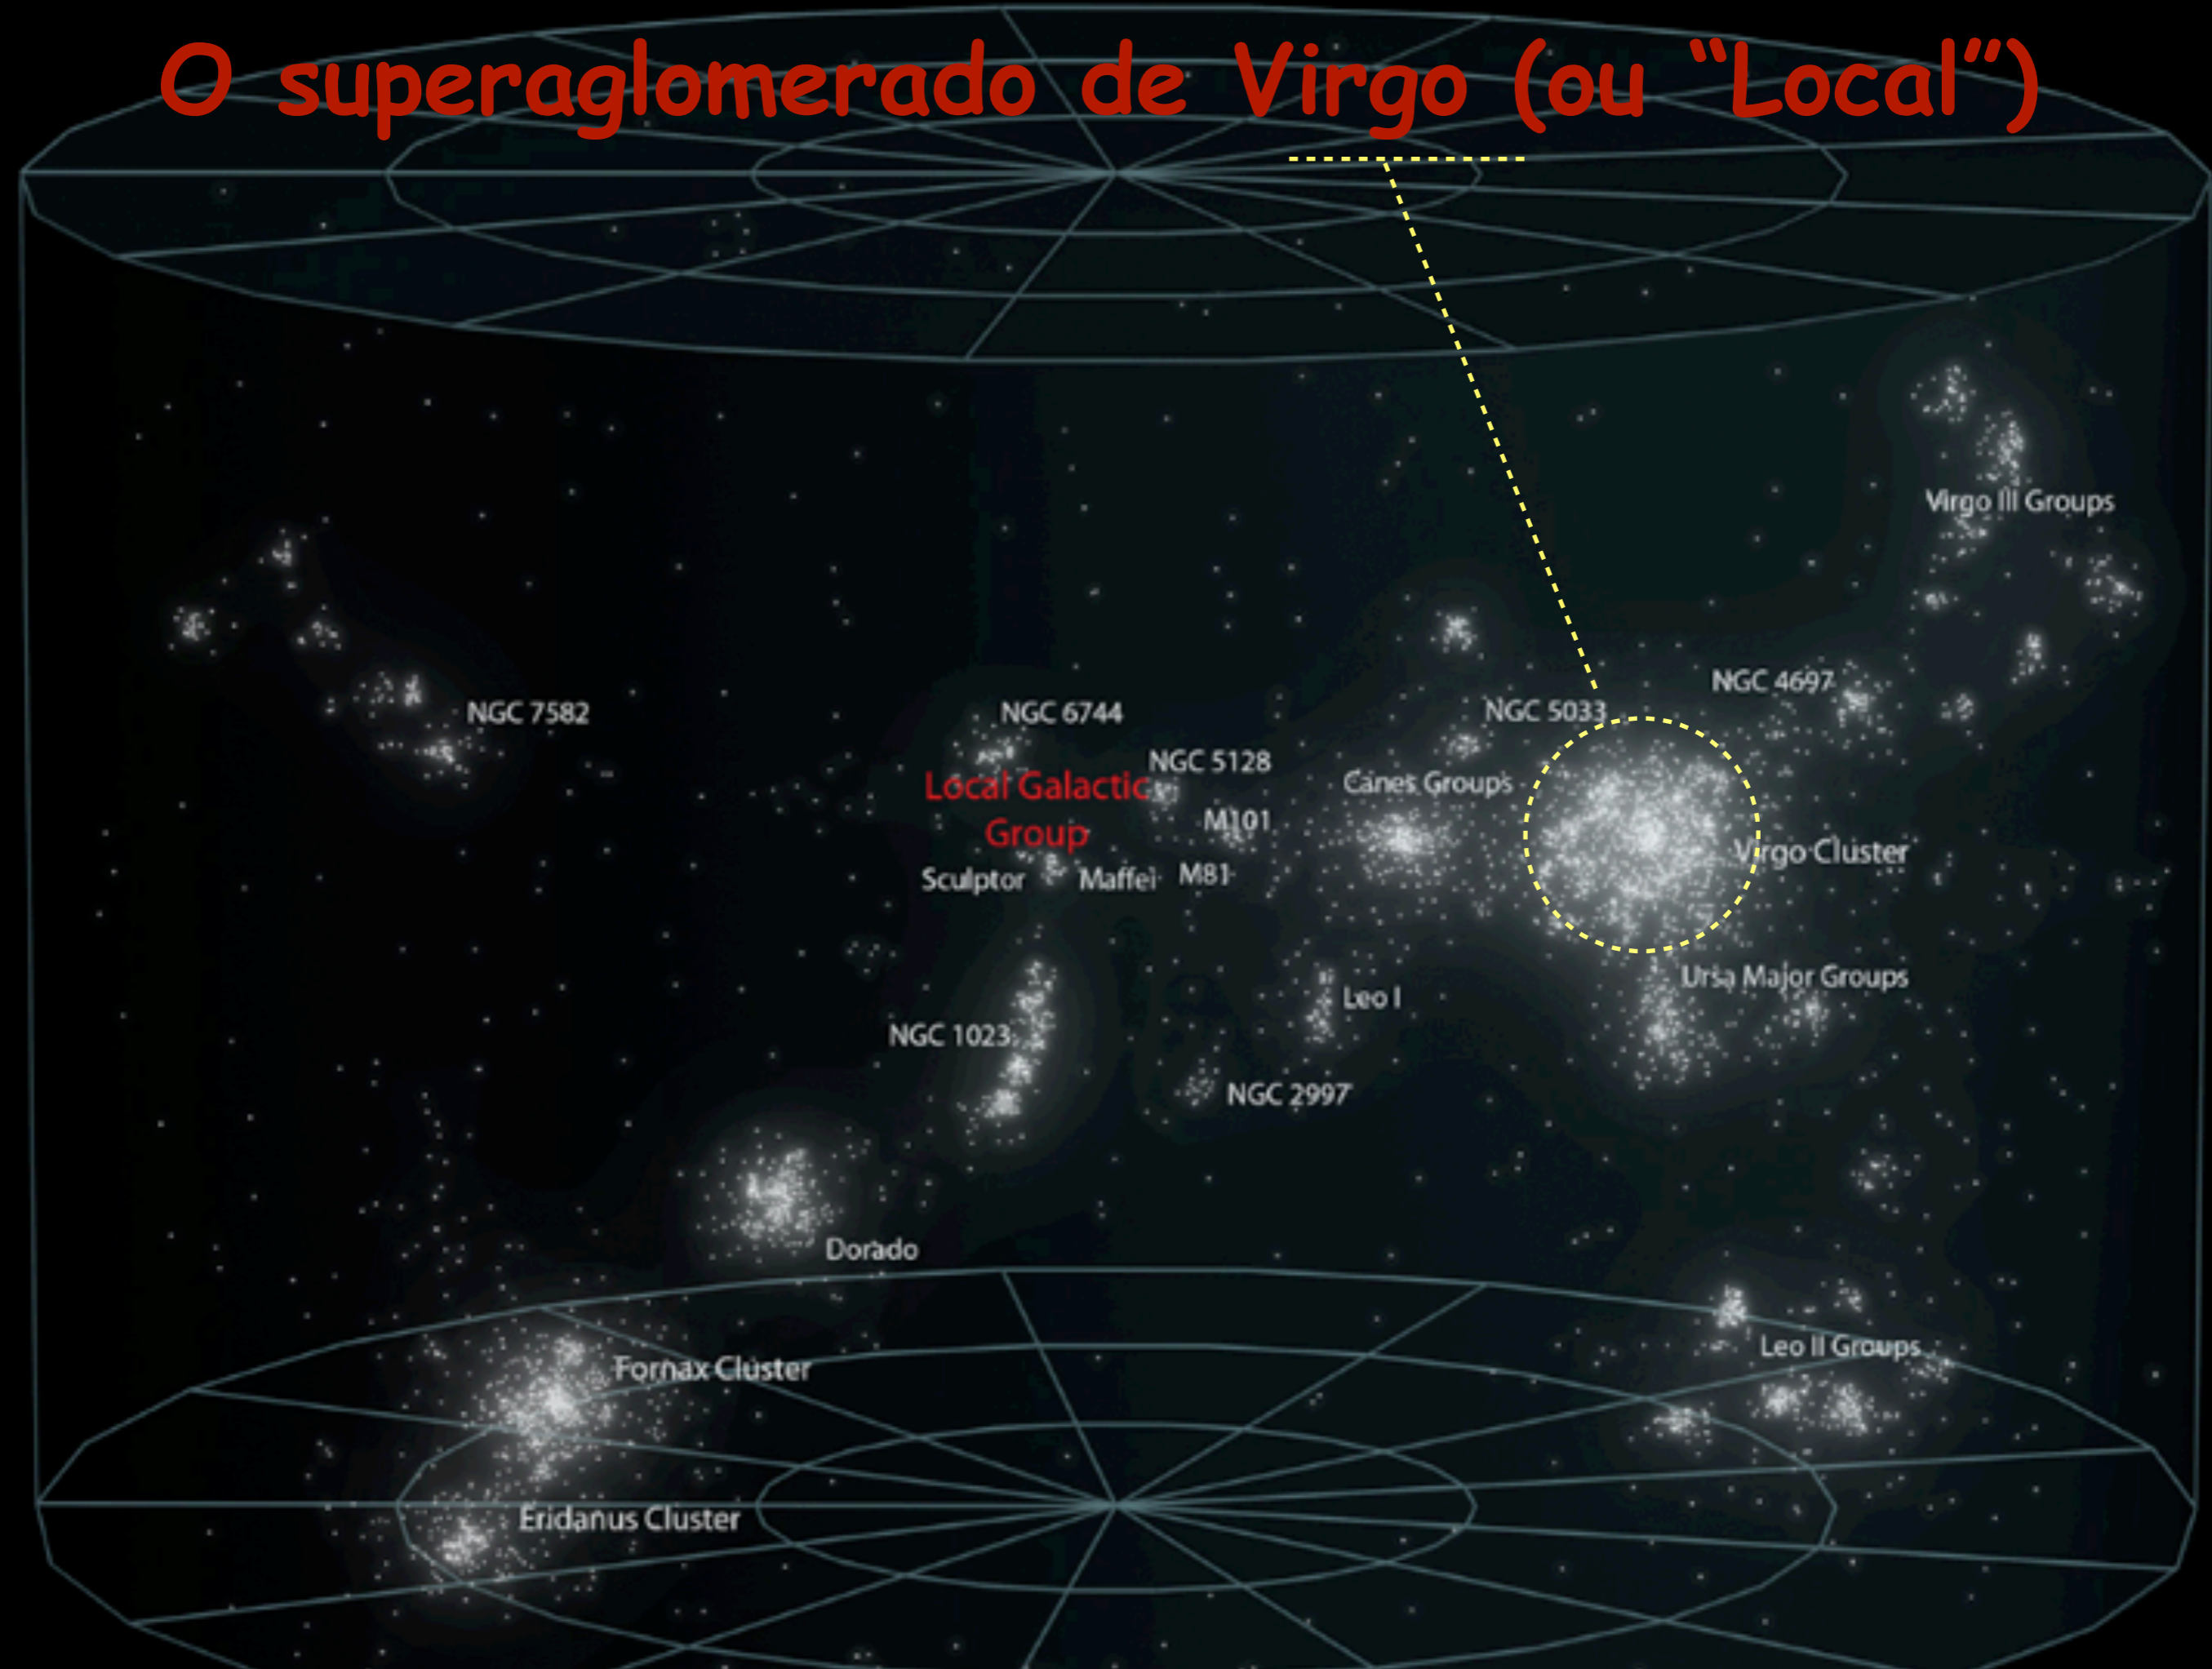 O superaglomerado de Virgo (ou “Local”)
Virgo III Groups
NGC 4697
NGC 7582
NGC 6744
NGC 5033
NGC 5128
Canes Groups
Local Galactic
Group
M101
Virgo Cluster
Sculptor
Maffei
M81
Ursa Major Groups
Leo I
NGC 1023
NGC 2997
Dorado
Leo II Groups
Fornax Cluster
Eridanus Cluster